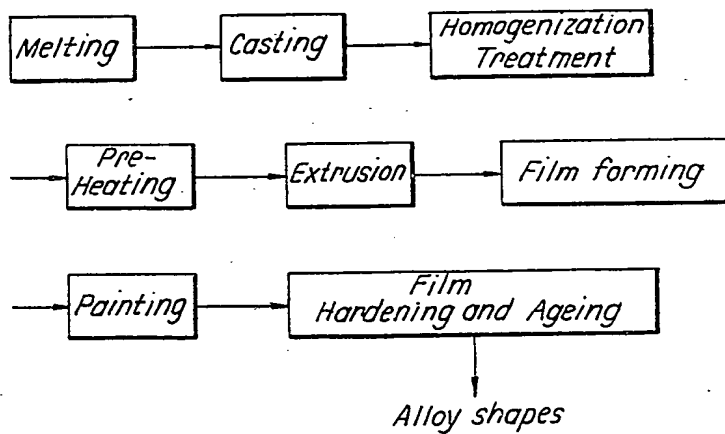 Melting
Casting
Homogenization
Treatment
Pre-
Heating
Extrusion
Film forming
Painting
Film
Hardening and Ageing
Alloy shapes